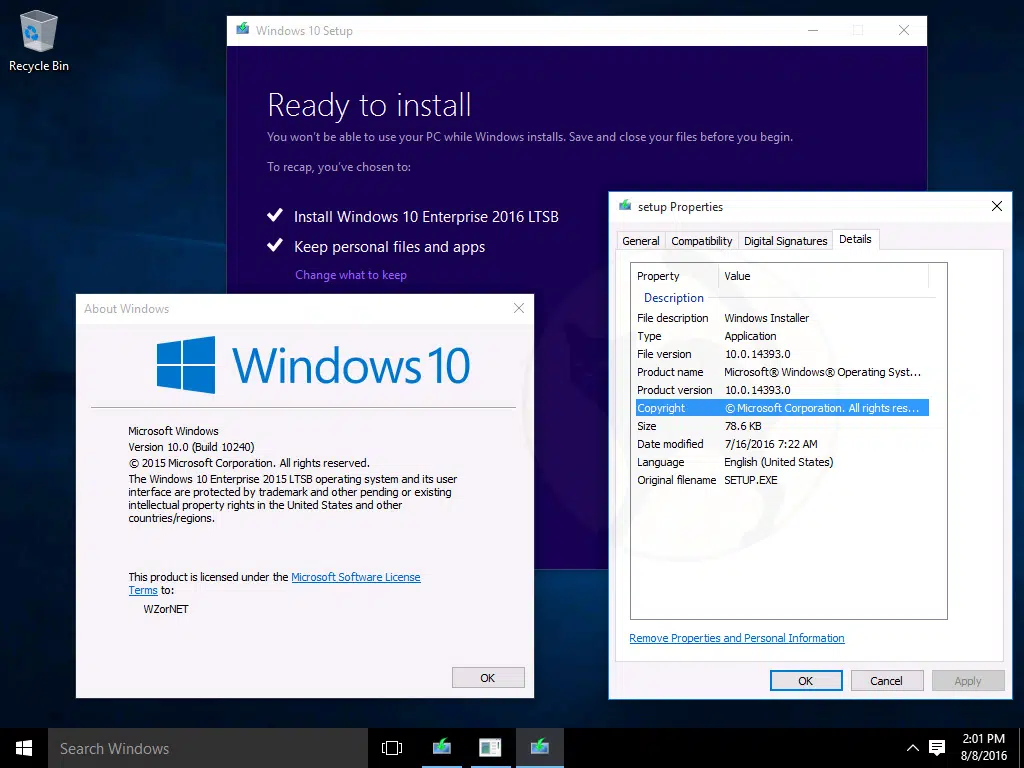 Recycle Bin
Windows 10 Setup
Ready to install
You won't be able to use your PC while Windows installs. Save and close your files before you begin.
To recap, you've chosen to:
Install Windows 10 Enterprise 2016 LTSB
Keep personal files and apps
Change what to keep
About Windows
Windows 10
Microsoft Windows
Version 10.0 (Build 10240)
© 2015 Microsoft Corporation. All rights reserved.
The Windows 10 Enterprise 2015 LTSB operating system and its user
interface are protected by trademark and other pending or existing
intellectual property rights in the United States and other
countries/regions.
This product is licensed under the Microsoft Software License
Terms to:
WZorNET
OK
setup Properties
General Compatibility Digital Signatures Details
Property Value
Description
File description Windows Installer
Type Application
File version 10.0.14393.0
Product name Microsoft® Windows® Operating Syst...
Product version 10.0.14393.0
Copyright © Microsoft Corporation. All rights res...
Size 78.6 KB
Date modified 7/16/2016 7:22 AM
Language English (United States)
Original filename SETUP.EXE
Remove Properties and Personal Information
OK Cancel Apply
Search Windows
2:01 PM
8/8/2016